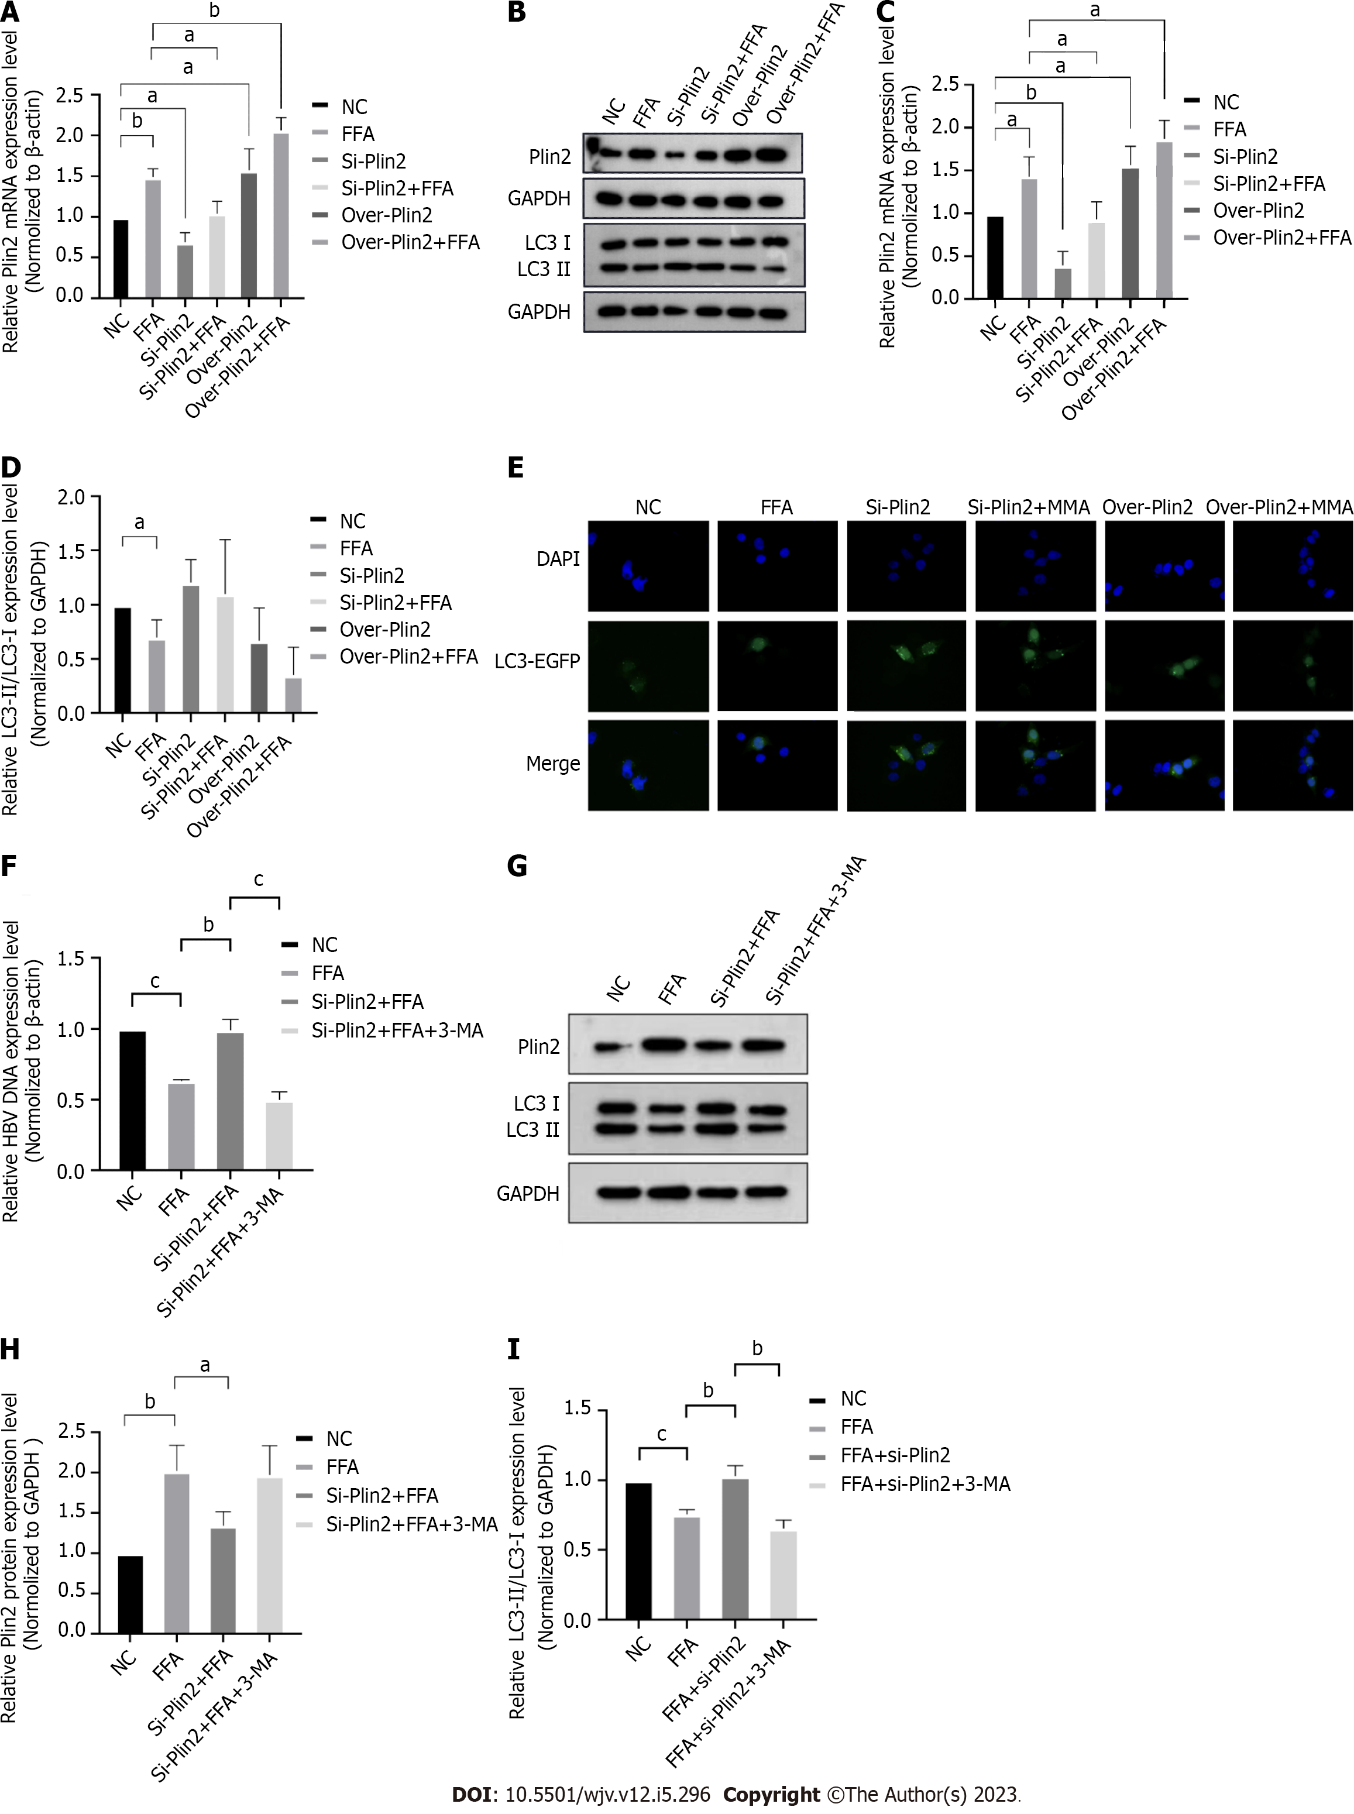 A
Relative Plin2 mRNA expression level
(Normolized to β-actin)
2.5
2.0
1.5
1.0
0.5
0.0
b
a
a
a
b
NC
FFA
Si-Plin2
Si-Plin2+FFA
Over-Plin2
Over-Plin2+FFA
NC
FFA
Si-Plin2
Si-Plin2+FFA
Over-Plin2
Over-Plin2+FFA
B
NC
FFA
Si-Plin2
Si-Plin2+FFA
Over-Plin2
Over-Plin2+FFA
Plin2
GAPDH
LC3 I
LC3 II
GAPDH
C
Relative Plin2 mRNA expression level
(Normolized to β-actin)
2.5
2.0
1.5
1.0
0.5
0.0
a
a
a
b
a
NC
FFA
Si-Plin2
Si-Plin2+FFA
Over-Plin2
Over-Plin2+FFA
NC
FFA
Si-Plin2
Si-Plin2+FFA
Over-Plin2
Over-Plin2+FFA
D
Relative LC3-II/LC3-I expression level
(Normalized to GAPDH)
2.0
1.5
1.0
0.5
0.0
a
NC
FFA
Si-Plin2
Si-Plin2+FFA
Over-Plin2
Over-Plin2+FFA
NC
FFA
Si-Plin2
Si-Plin2+FFA
Over-Plin2
Over-Plin2+FFA
E
NC FFA Si-Plin2 Si-Plin2+MMA Over-Plin2 Over-Plin2+MMA
DAPI
LC3-EGFP
Merge
F
Relative HBV DNA expression level
(Normolized to β-actin)
1.5
1.0
0.5
0.0
c
b
c
NC
FFA
Si-Plin2+FFA
Si-Plin2+FFA+3-MA
NC
FFA
Si-Plin2+FFA
Si-Plin2+FFA+3-MA
G
NC
FFA
Si-Plin2+FFA
Si-Plin2+FFA+3-MA
Plin2
LC3 I
LC3 II
GAPDH
H
Relative Plin2 protein expression level
(Normolized to GAPDH )
2.5
2.0
1.5
1.0
0.5
0.0
a
b
NC
FFA
Si-Plin2+FFA
Si-Plin2+FFA+3-MA
NC
FFA
Si-Plin2+FFA
Si-Plin2+FFA+3-MA
I
Relative LC3-II/LC3-I expression level
(Normalized to GAPDH)
1.5
1.0
0.5
0.0
b
b
c
NC
FFA
FFA+si-Plin2
FFA+si-Plin2+3-MA
NC
FFA
FFA+si-Plin2
FFA+si-Plin2+3-MA
DOI: 10.5501/wjv.v12.i5.296 Copyright ©The Author(s) 2023.